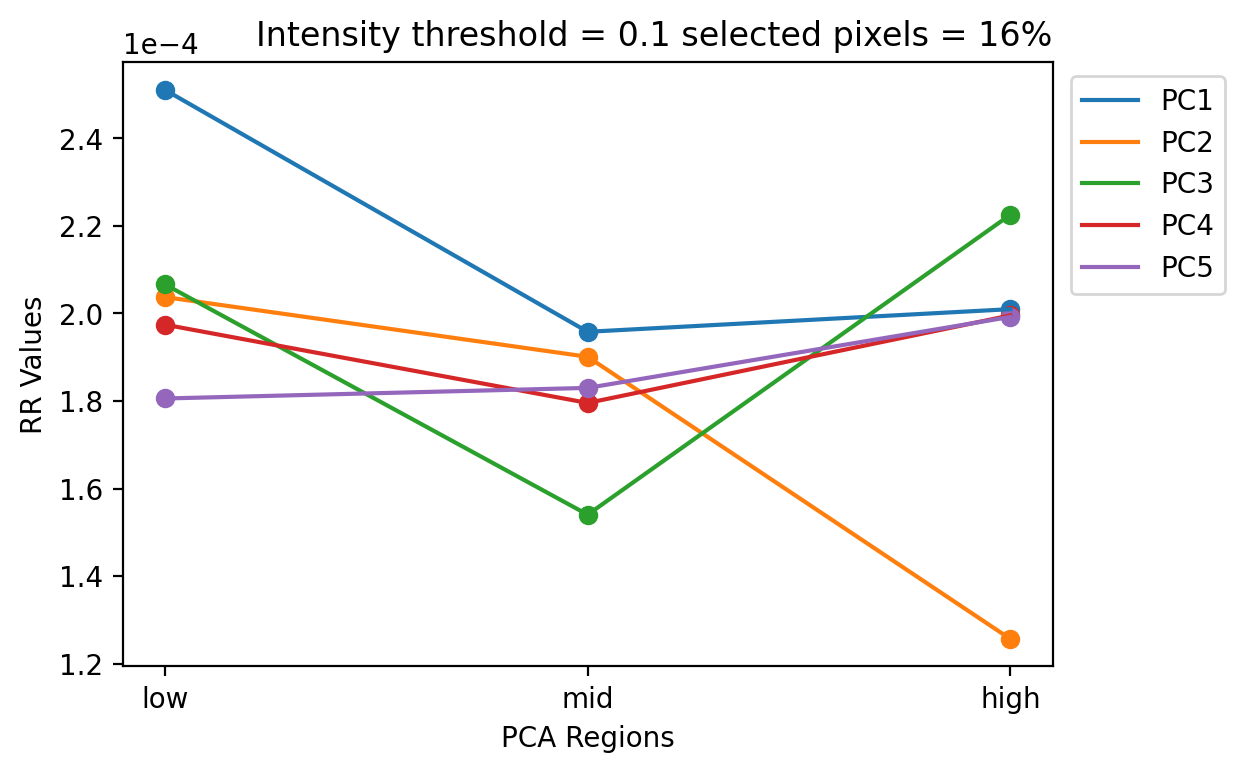 Intensity threshold = 0.1 selected pixels = 16%
1e−4
2.4
2.2
2.0
1.8
1.6
1.4
1.2
RR Values
low mid high
PCA Regions
PC1
PC2
PC3
PC4
PC5